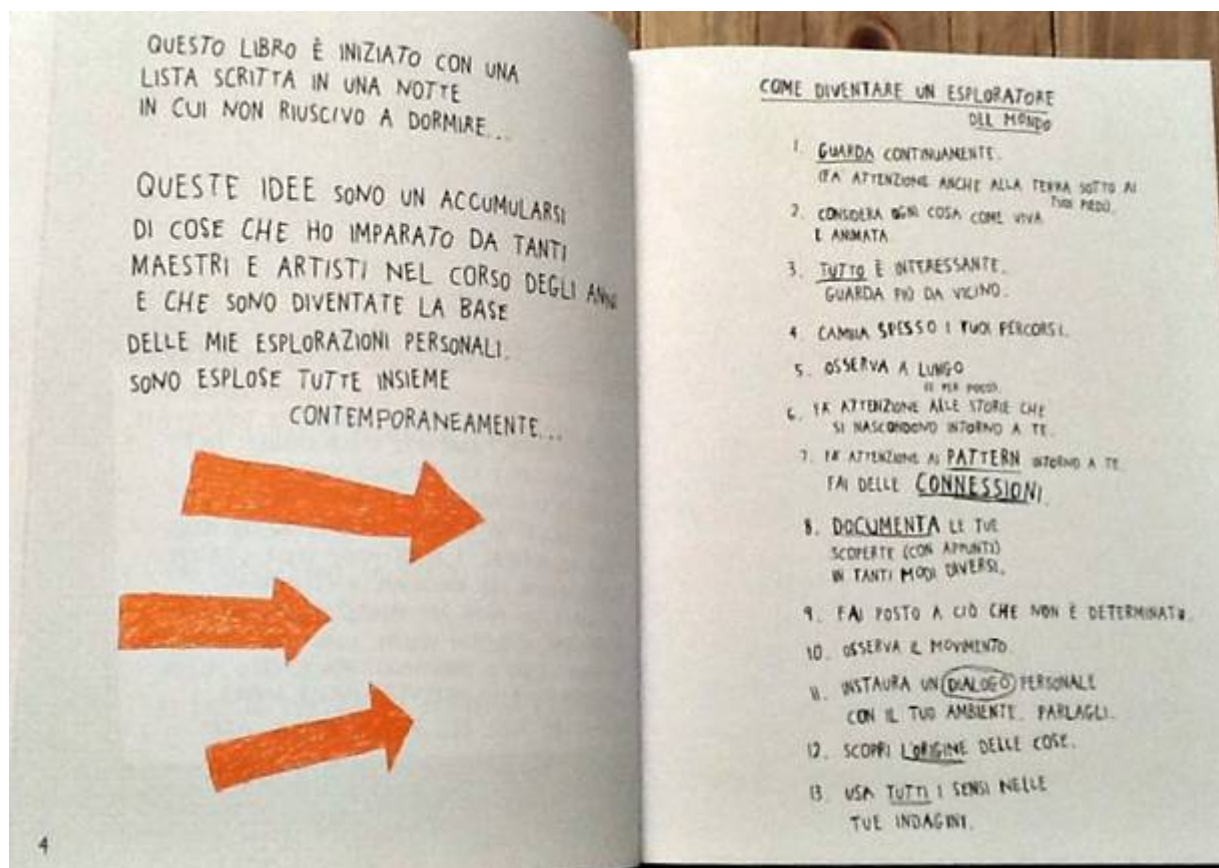 QUESTO LIBRO È INIZIATO CON UNA
LISTA SCRITTA IN UNA NOTTE
IN CUI NON RIUSCIVO A DORMIRE...
QUESTE IDEE SONO UN ACCUMULARSI
DI COSE CHE HO IMPARATO DA TANTI
MAESTRI E ARTISTI NEL CORSO DEGLI ANNI
E CHE SONO DIVENTATE LA BASE
DELLE MIE ESPLORAZIONI PERSONALI.
SONO ESPLOSE TUTTE INSIEME
CONTEMPORANEAMENTE...
4
COME DIVENTARE UN ESPLORATORE
DEL MONDO
1. GUARDA CONTINUAMENTE.
(FA ATTENZIONE ANCHE ALLA TERRA SOTTO AI
TUOI PIEDI).
2. CONSIDERA OGNI COSA COME VIVA
E ANIMATA
3. TUTTO È INTERESSANTE.
GUARDA PIÙ DA VICINO.
4. CAMBIA SPESSO I TUOI PERCORSI.
5. OSSERVA A LUNGO
(E PER POCO).
6. FA ATTENZIONE ALLE STORIE CHE
SI NASCONDONO INTORNO A TE.
7. FA ATTENZIONE AI PATTERN INTORNO A TE.
FAI DELLE CONNESSIONI.
8. DOCUMENTA LE TUE
SCOPERTE (CON APPUNTI)
IN TANTI MODI DIVERSI.
9. FAI POSTO A CIÒ CHE NON È DETERMINATO.
10. OSSERVA IL MOVIMENTO.
11. INSTAURA UN DIALOGO PERSONALE
CON IL TUO AMBIENTE. PARLAGLI.
12. SCOPRI L'ORIGINE DELLE COSE.
13. USA TUTTI I SENSI NELLE
TUE INDAGINI.